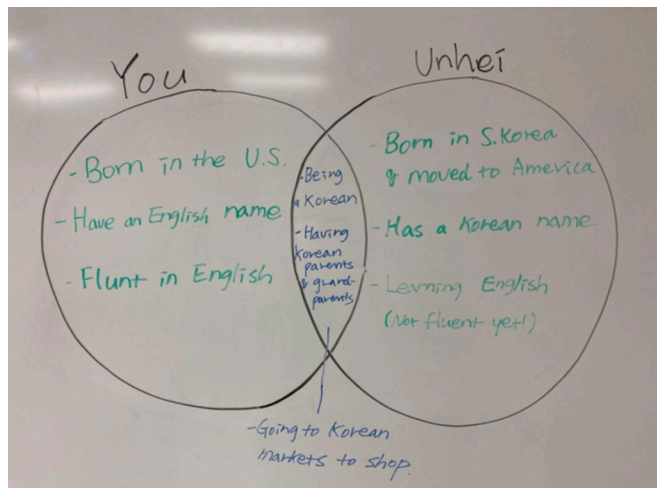 You
Unhei
- Born in the U.S.
- Have an English name
- Flunt in English
- Being
a Korean
- Having
Korean
parents
& grand-
parents
- Going to Korean
markets to shop.
- Born in S. Korea
& moved to America
- Has a Korean name
- Learning English
(Not fluent yet!)